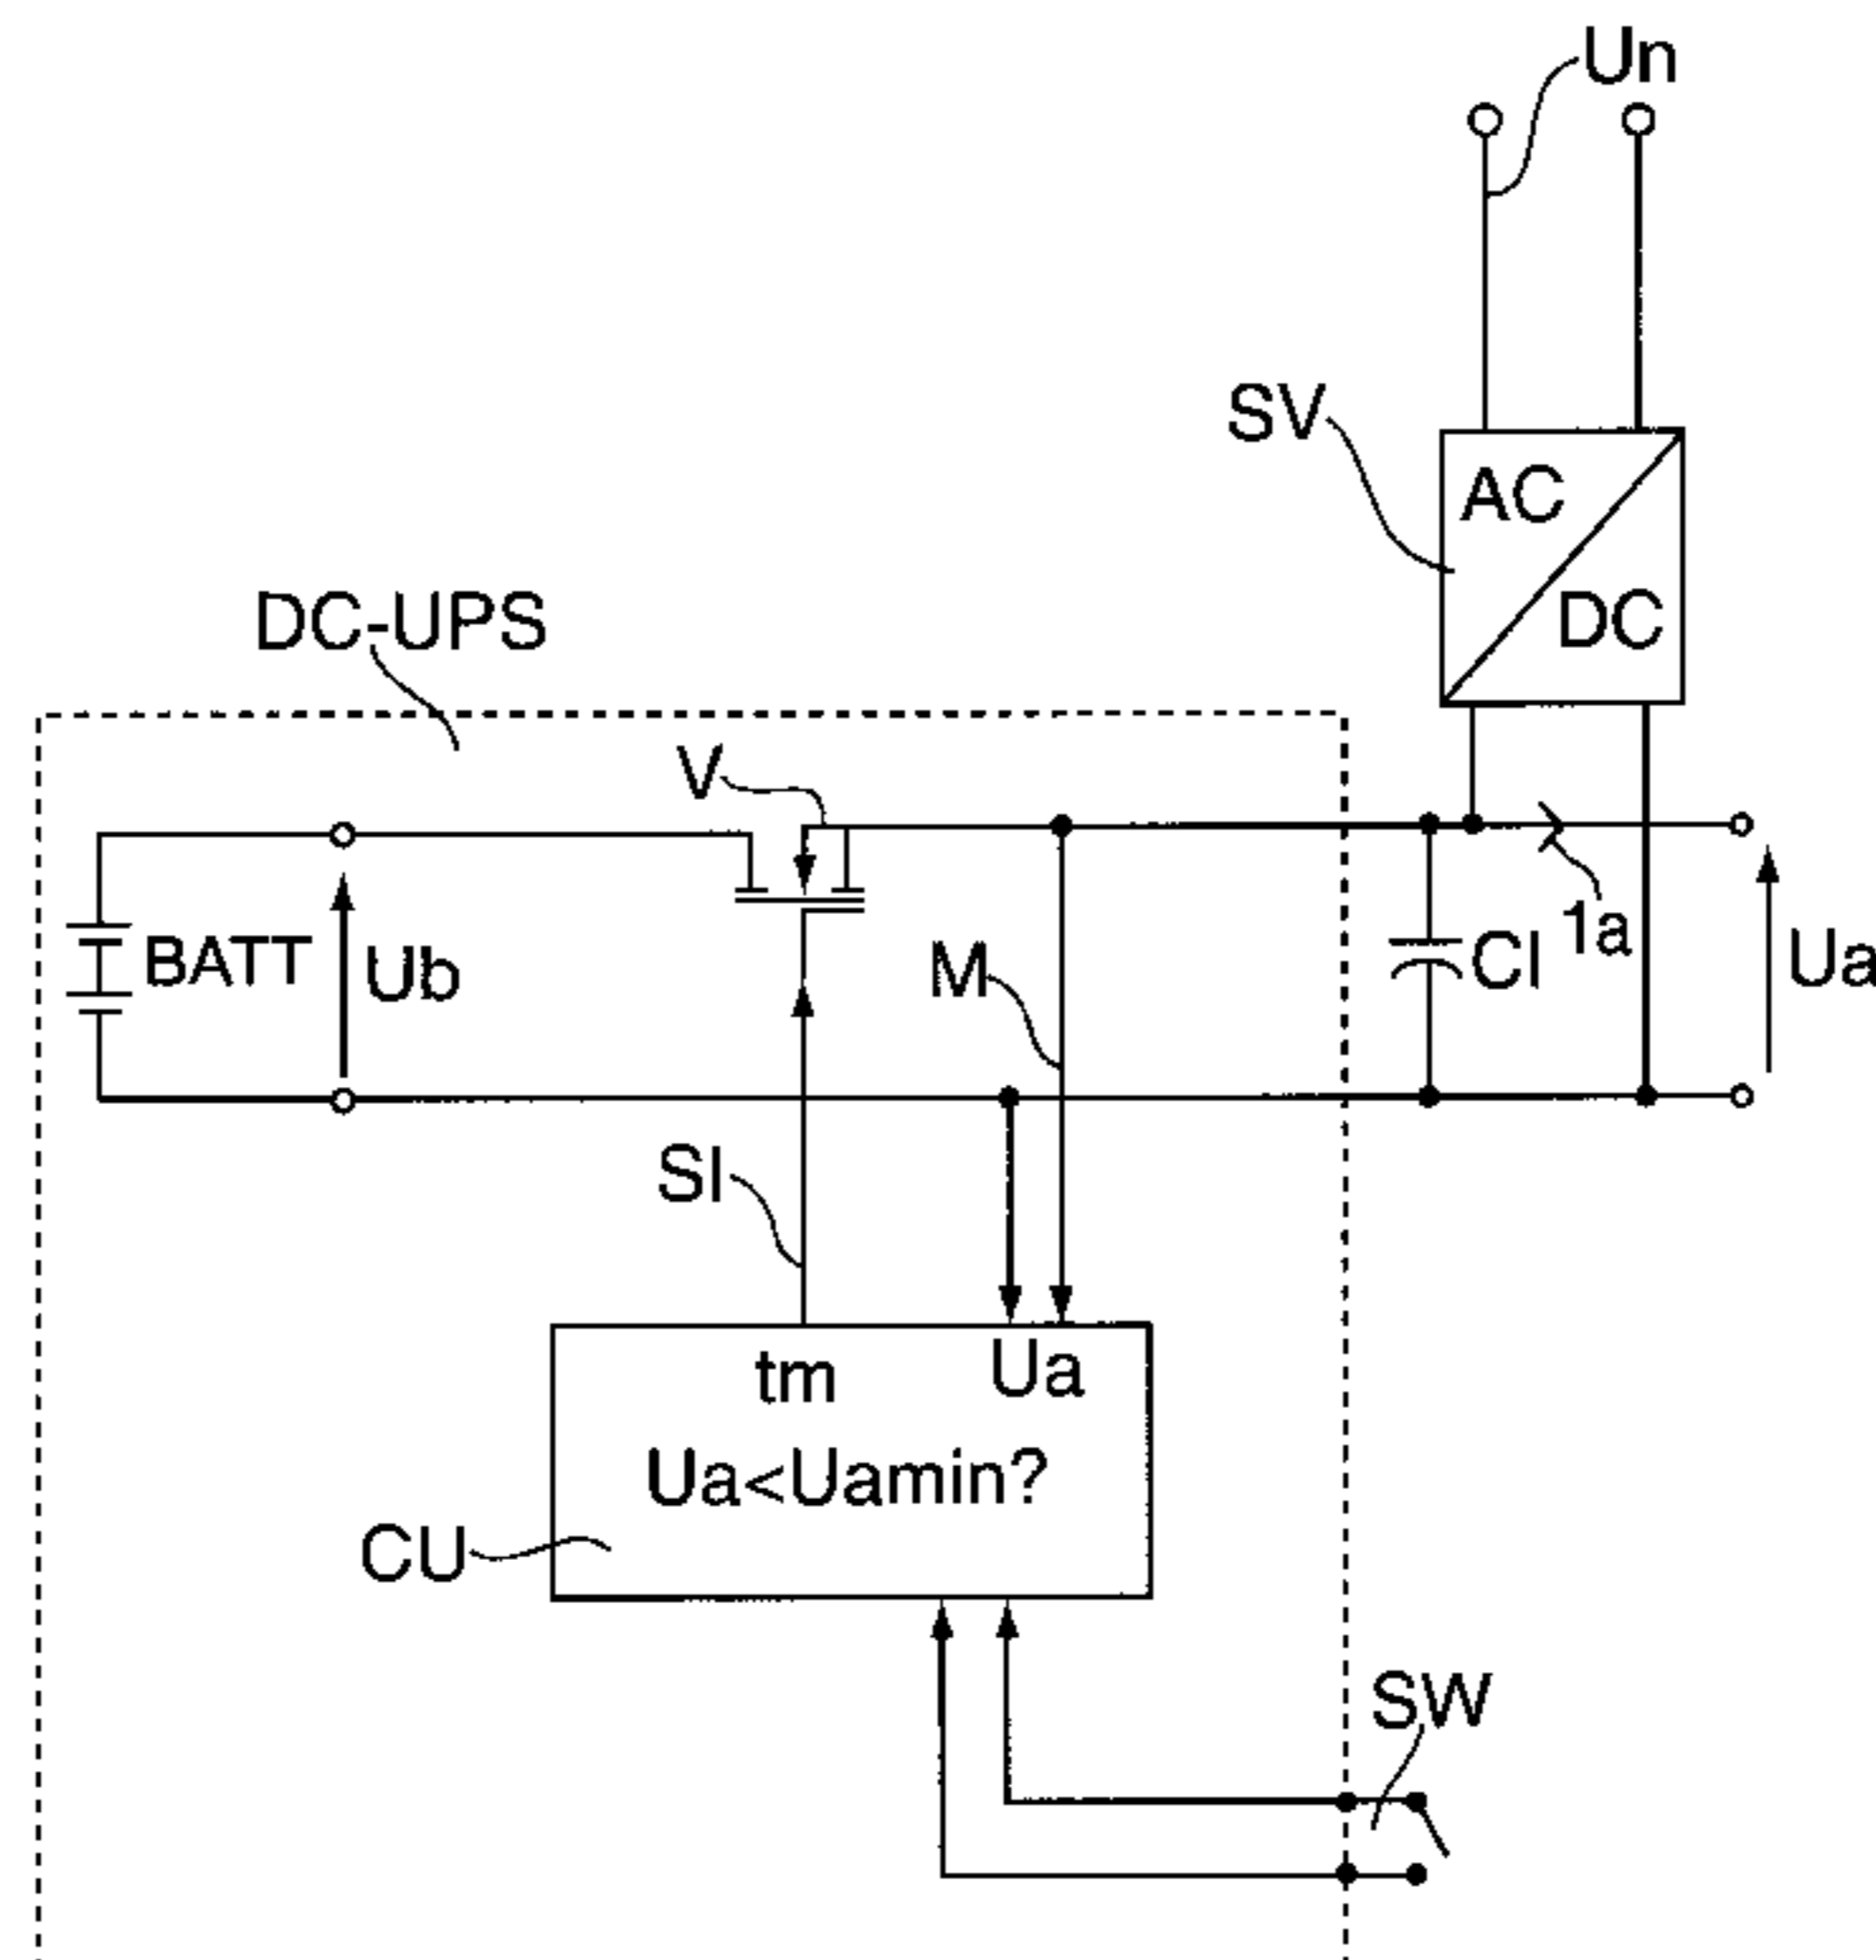 Un
SV
AC
DC
DC-UPS
V
BATT
Ub
M
CI
1a
Ua
SI
tm
Ua
Ua<Uamin?
CU
SW